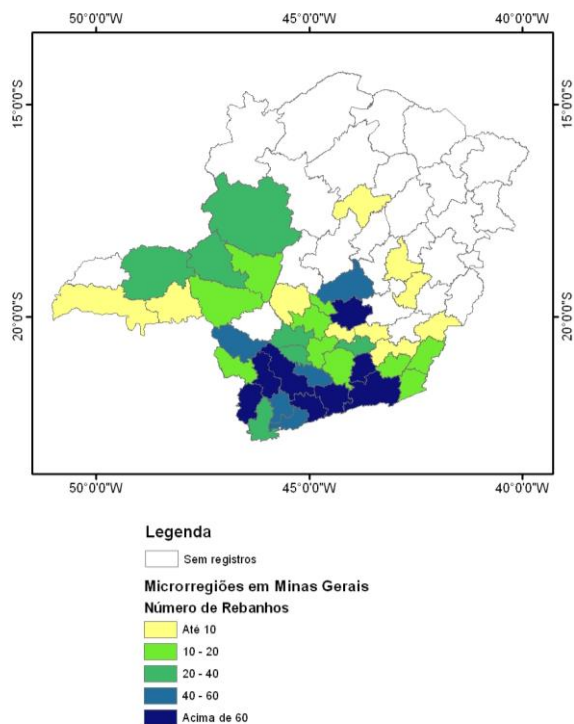 50°0'0"W 45°0'0"W 40°0'0"W
15°0'0"S 15°0'0"S
20°0'0"S 20°0'0"S
50°0'0"W 45°0'0"W 40°0'0"W
Legenda
Sem registros
Microrregiões em Minas Gerais
Número de Rebanhos
Até 10
10 - 20
20 - 40
40 - 60
Acima de 60